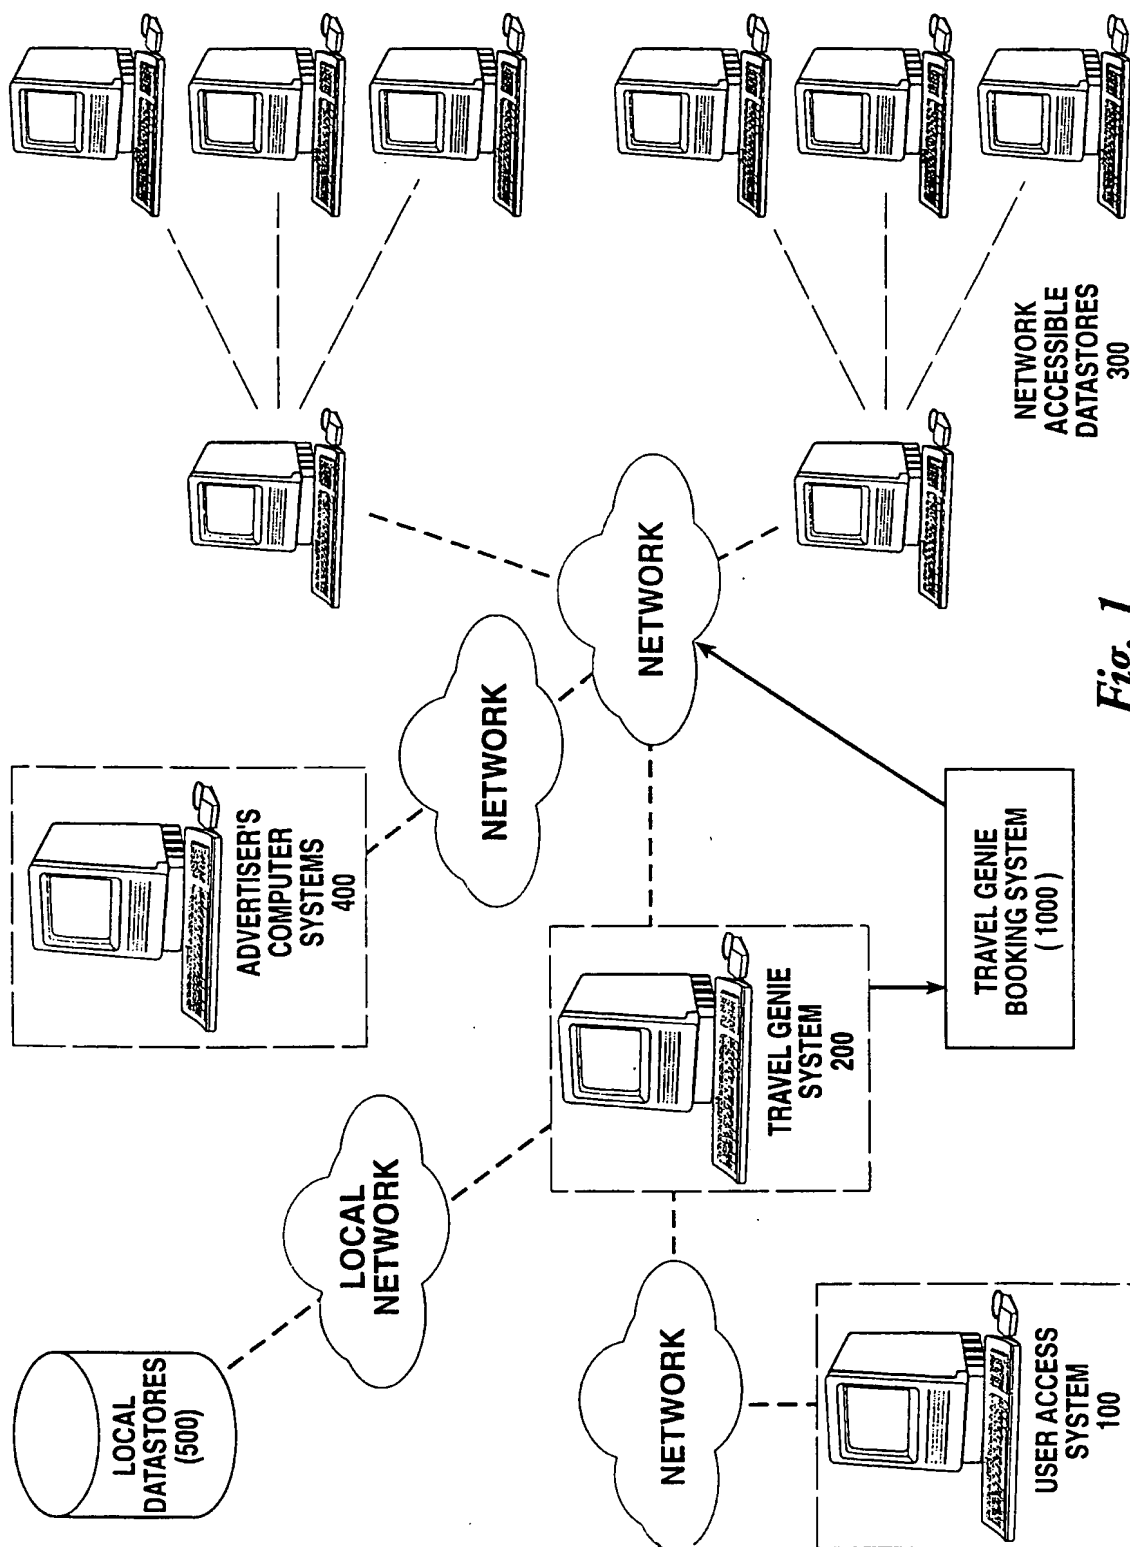 LOCAL
DATASTORES
(500)
LOCAL
NETWORK
ADVERTISER'S
COMPUTER
SYSTEMS
400
NETWORK
NETWORK
TRAVEL GENIE
SYSTEM
200
NETWORK
USER ACCESS
SYSTEM
100
TRAVEL GENIE
BOOKING SYSTEM
( 1000 )
NETWORK
ACCESSIBLE
DATASTORES
300
Fig. 1